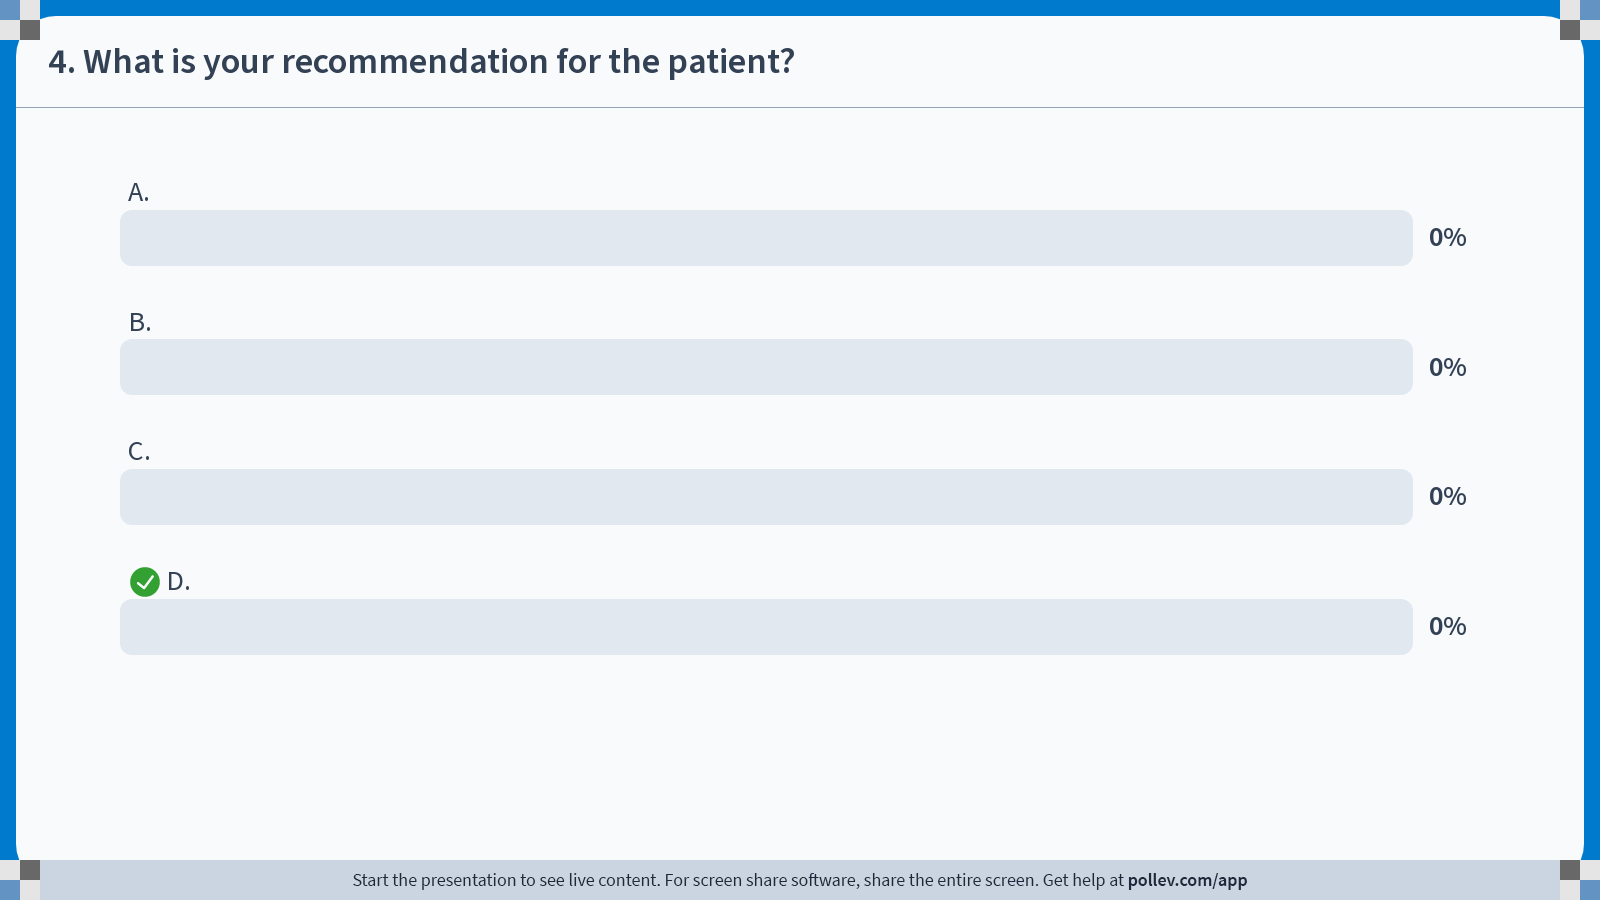 4. What is your recommendation for the patient?
A.
0%
B.
0%
C.
0%
D.
0%
Start the presentation to see live content. For screen share software, share the entire screen. Get help at pollev.com/app